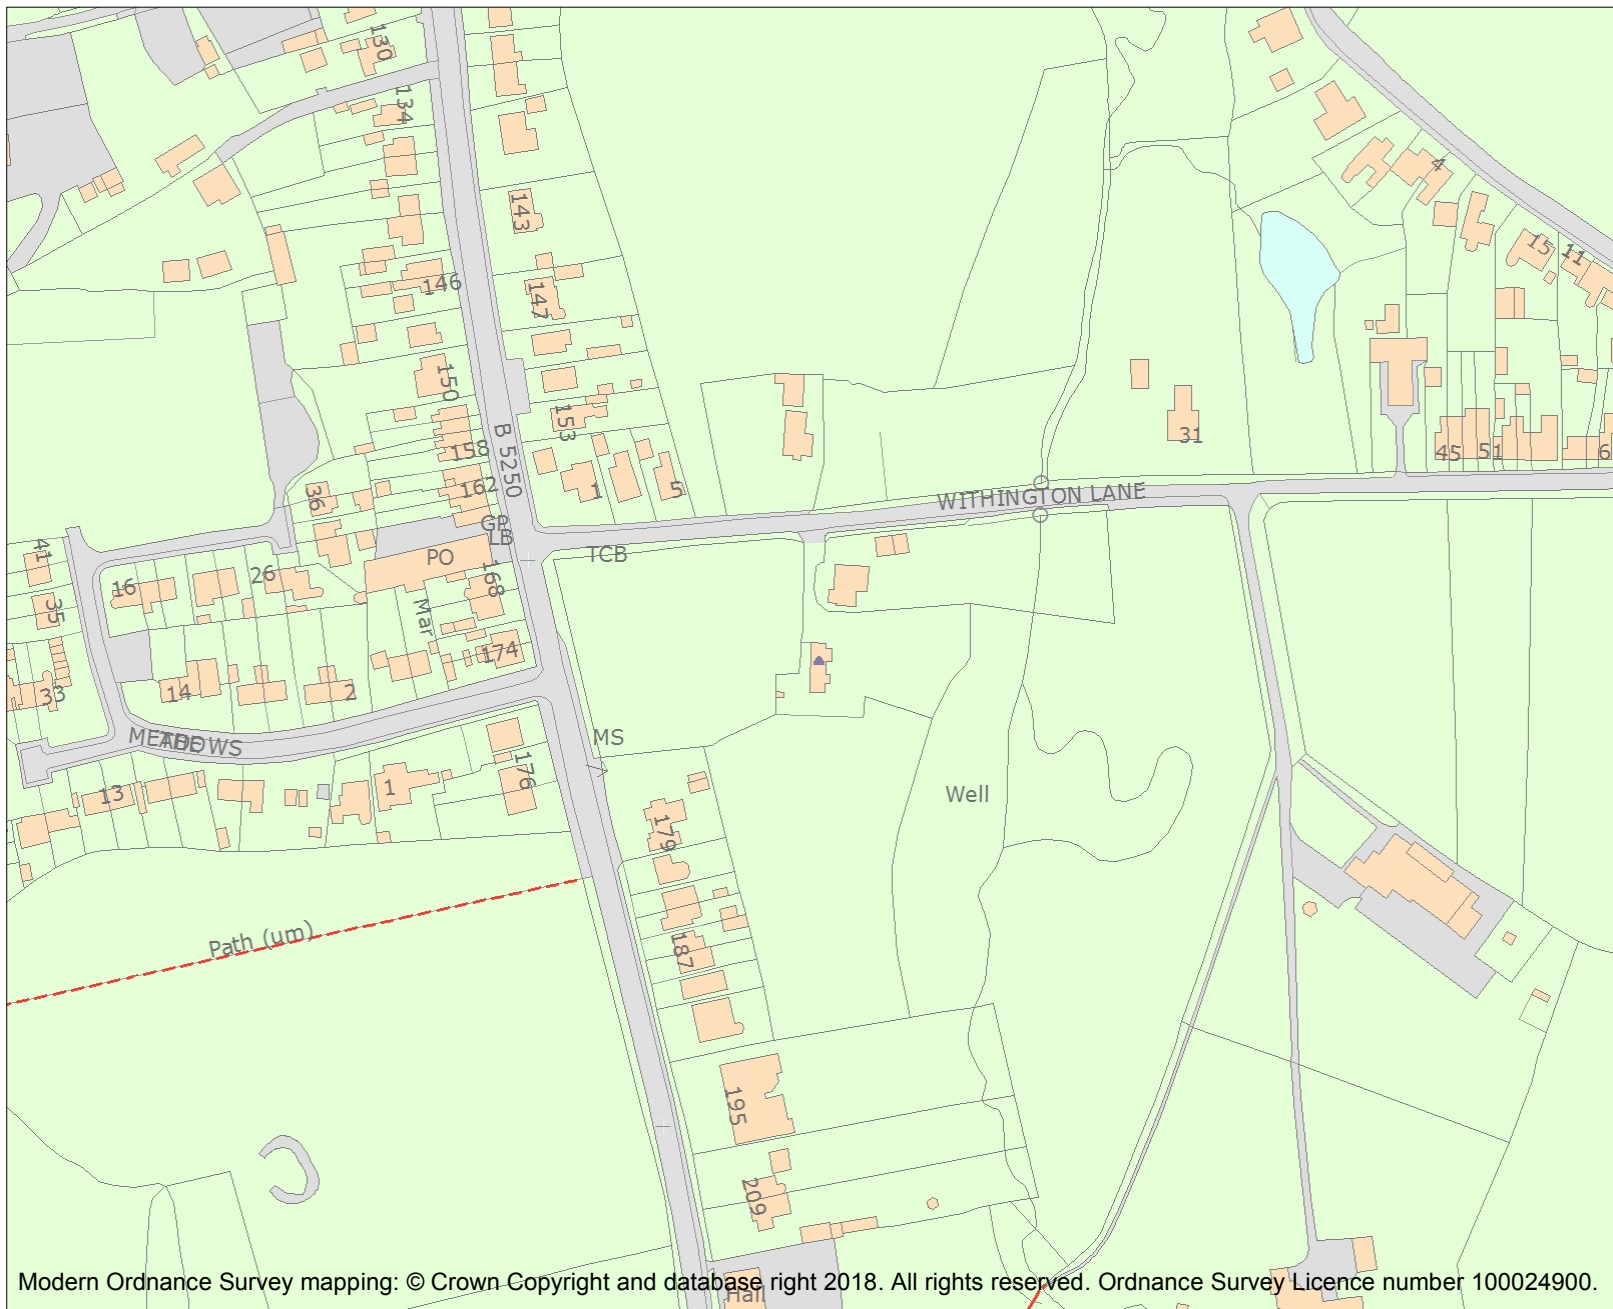 130
134
4
143
15
11
146
147
150
153
B 5250
158
162
1
5
31
45
51
6
36
WITHINGTON LANE
GP
LB
TCB
PO
41
16
26
168
35
Mar
174
33
14
2
MS
MEADOWS
THE
176
13
1
Well
179
Path (um)
187
195
209
Hall
Modern Ordnance Survey mapping: © Crown Copyright and database right 2018. All rights reserved. Ordnance Survey Licence number 100024900.